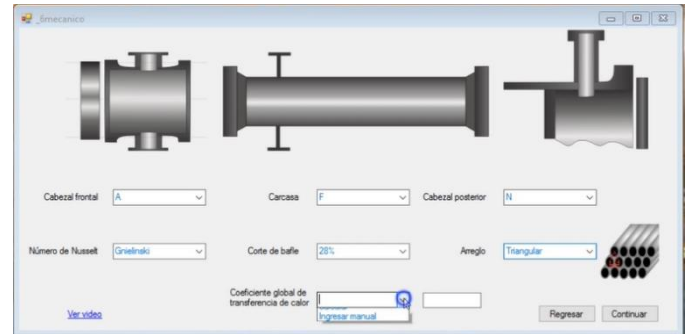 _6mecanico
Cabezal frontal A Carcasa F Cabezal posterior N
Número de Nusselt Gnielinski Corte de bafle 28% Arreglo Triangular
Coeficiente global de
transferencia de calor
Ingresar manual
Ver video Regresar Continuar